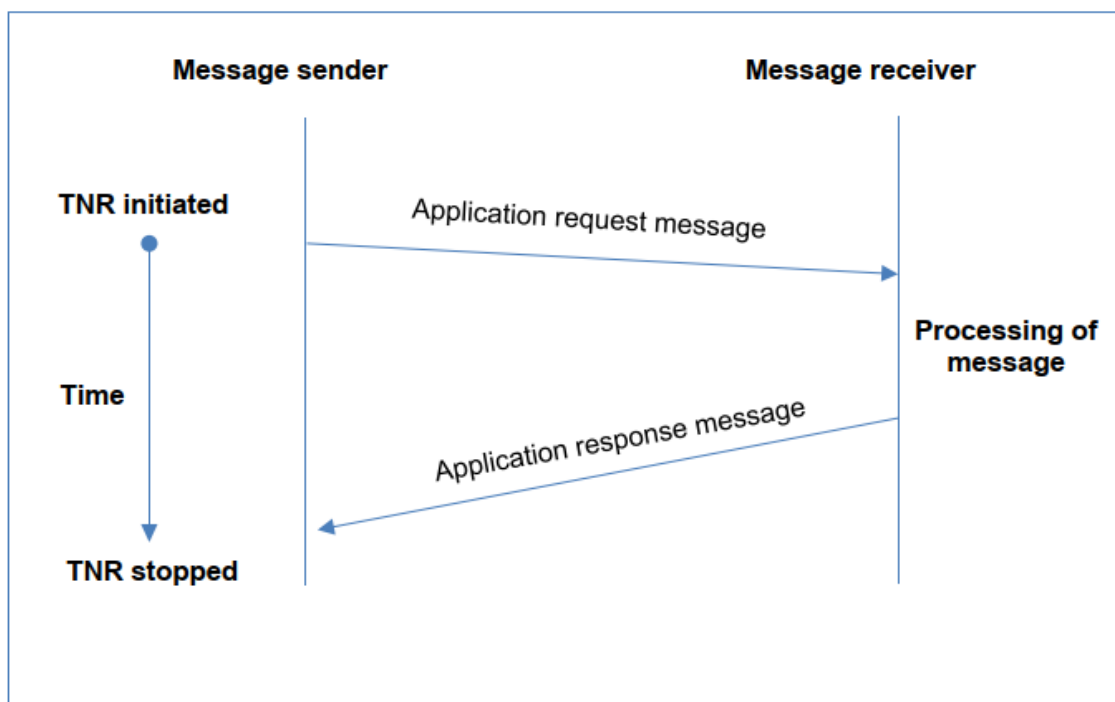 Message sender
Message receiver
TNR initiated
Application request message
Processing of
message
Time
Application response message
TNR stopped